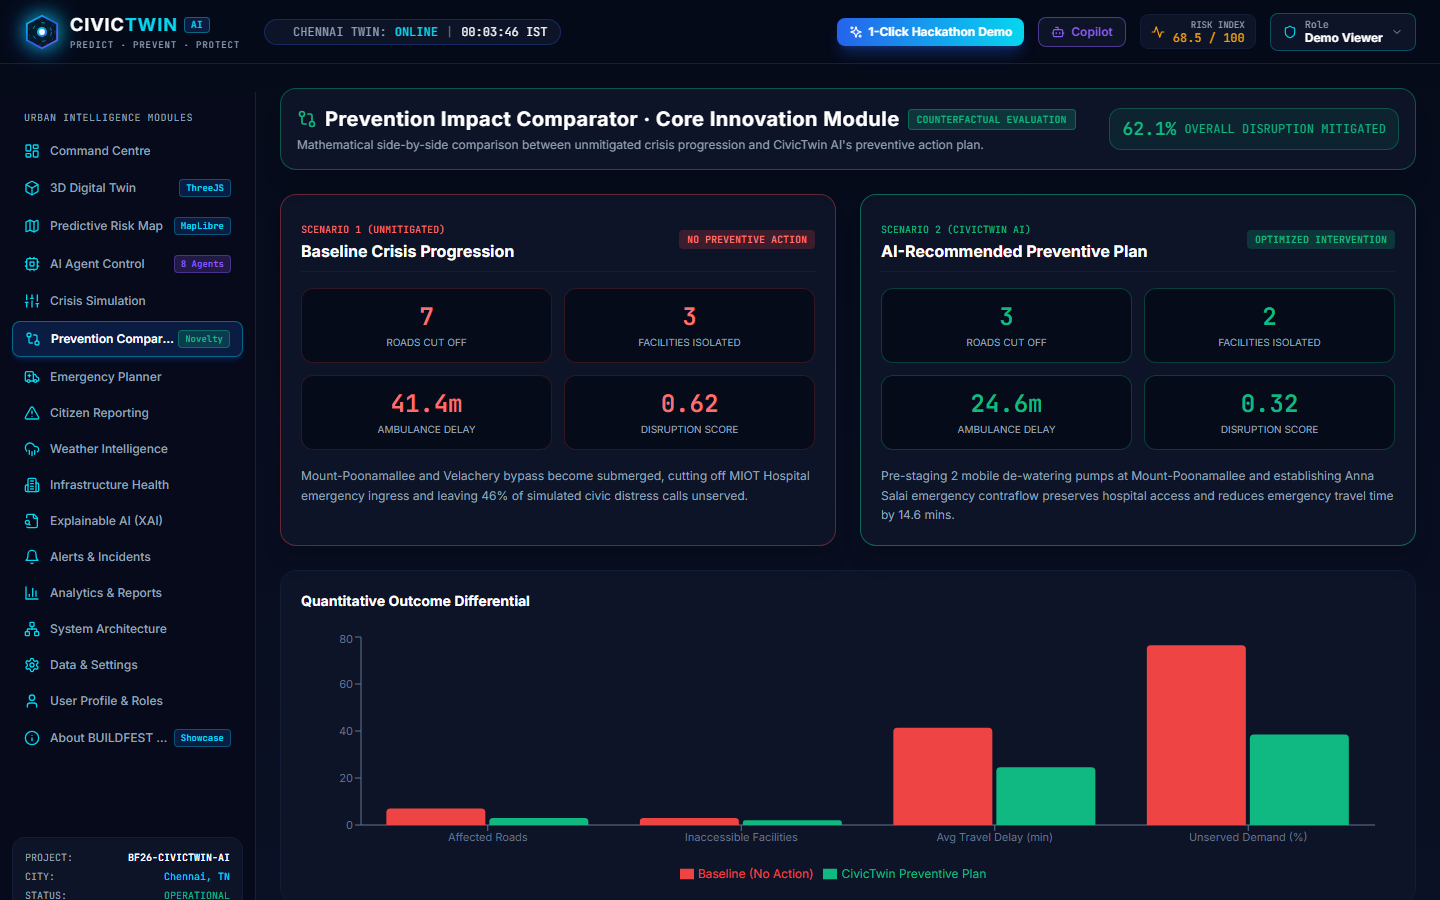 CIVICTWIN AI
PREDICT · PREVENT · PROTECT
CHENNAI TWIN: ONLINE | 00:03:46 IST
1-Click Hackathon Demo
Copilot
RISK INDEX
68.5 / 100
Role
Demo Viewer
URBAN INTELLIGENCE MODULES
Command Centre
3D Digital Twin ThreeJS
Predictive Risk Map MapLibre
AI Agent Control 8 Agents
Crisis Simulation
Prevention Compar... Novelty
Emergency Planner
Citizen Reporting
Weather Intelligence
Infrastructure Health
Explainable AI (XAI)
Alerts & Incidents
Analytics & Reports
System Architecture
Data & Settings
User Profile & Roles
About BUILDFEST ... Showcase
PROJECT: BF26-CIVICTWIN-AI
CITY: Chennai, TN
STATUS: OPERATIONAL
Prevention Impact Comparator · Core Innovation Module COUNTERFACTUAL EVALUATION
Mathematical side-by-side comparison between unmitigated crisis progression and CivicTwin AI's preventive action plan.
62.1% OVERALL DISRUPTION MITIGATED
SCENARIO 1 (UNMITIGATED)
Baseline Crisis Progression
NO PREVENTIVE ACTION
7
ROADS CUT OFF
3
FACILITIES ISOLATED
41.4m
AMBULANCE DELAY
0.62
DISRUPTION SCORE
Mount-Poonamallee and Velachery bypass become submerged, cutting off MIOT Hospital
emergency ingress and leaving 46% of simulated civic distress calls unserved.
SCENARIO 2 (CIVICTWIN AI)
AI-Recommended Preventive Plan
OPTIMIZED INTERVENTION
3
ROADS CUT OFF
2
FACILITIES ISOLATED
24.6m
AMBULANCE DELAY
0.32
DISRUPTION SCORE
Pre-staging 2 mobile de-watering pumps at Mount-Poonamallee and establishing Anna
Salai emergency contraflow preserves hospital access and reduces emergency travel time
by 14.6 mins.
Quantitative Outcome Differential
80
60
40
20
0
Affected Roads
Inaccessible Facilities
Avg Travel Delay (min)
Unserved Demand (%)
Baseline (No Action)
CivicTwin Preventive Plan